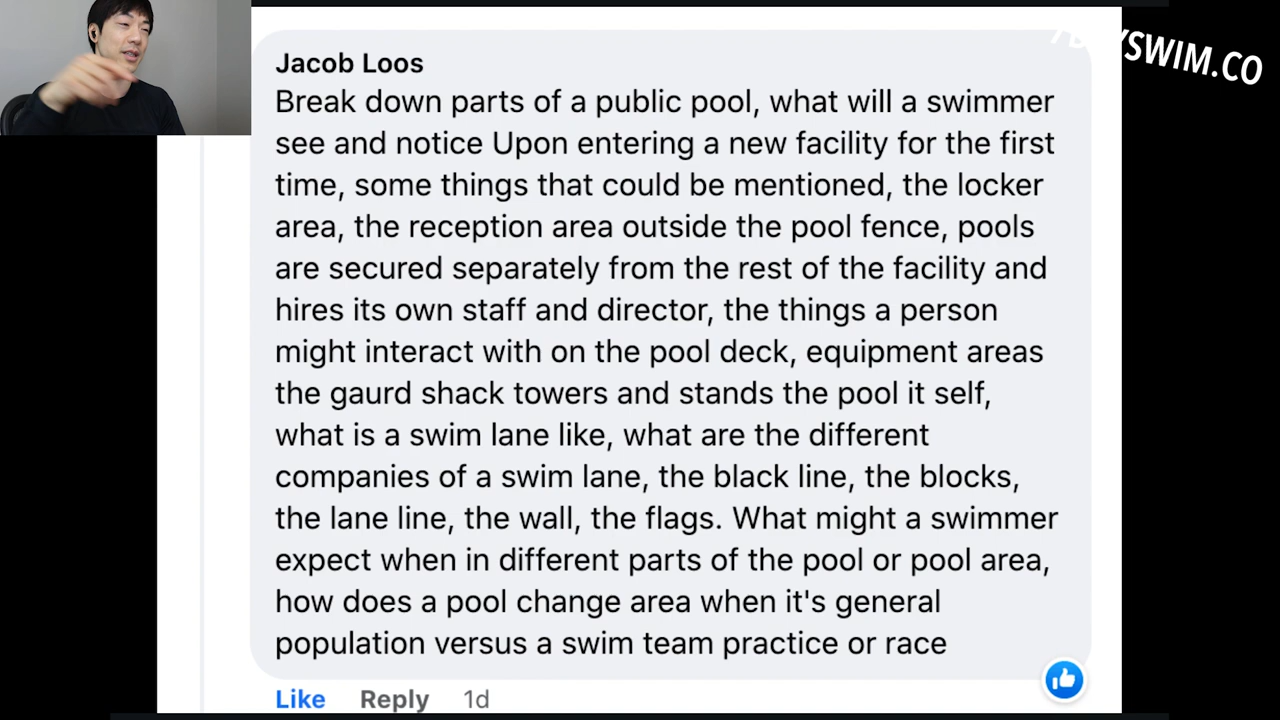 Jacob Loos
Break down parts of a public pool, what will a swimmer
see and notice Upon entering a new facility for the first
time, some things that could be mentioned, the locker
area, the reception area outside the pool fence, pools
are secured separately from the rest of the facility and
hires its own staff and director, the things a person
might interact with on the pool deck, equipment areas
the gaurd shack towers and stands the pool it self,
what is a swim lane like, what are the different
companies of a swim lane, the black line, the blocks,
the lane line, the wall, the flags. What might a swimmer
expect when in different parts of the pool or pool area,
how does a pool change area when it's general
population versus a swim team practice or race
Like Reply 1d
SWIM.CO